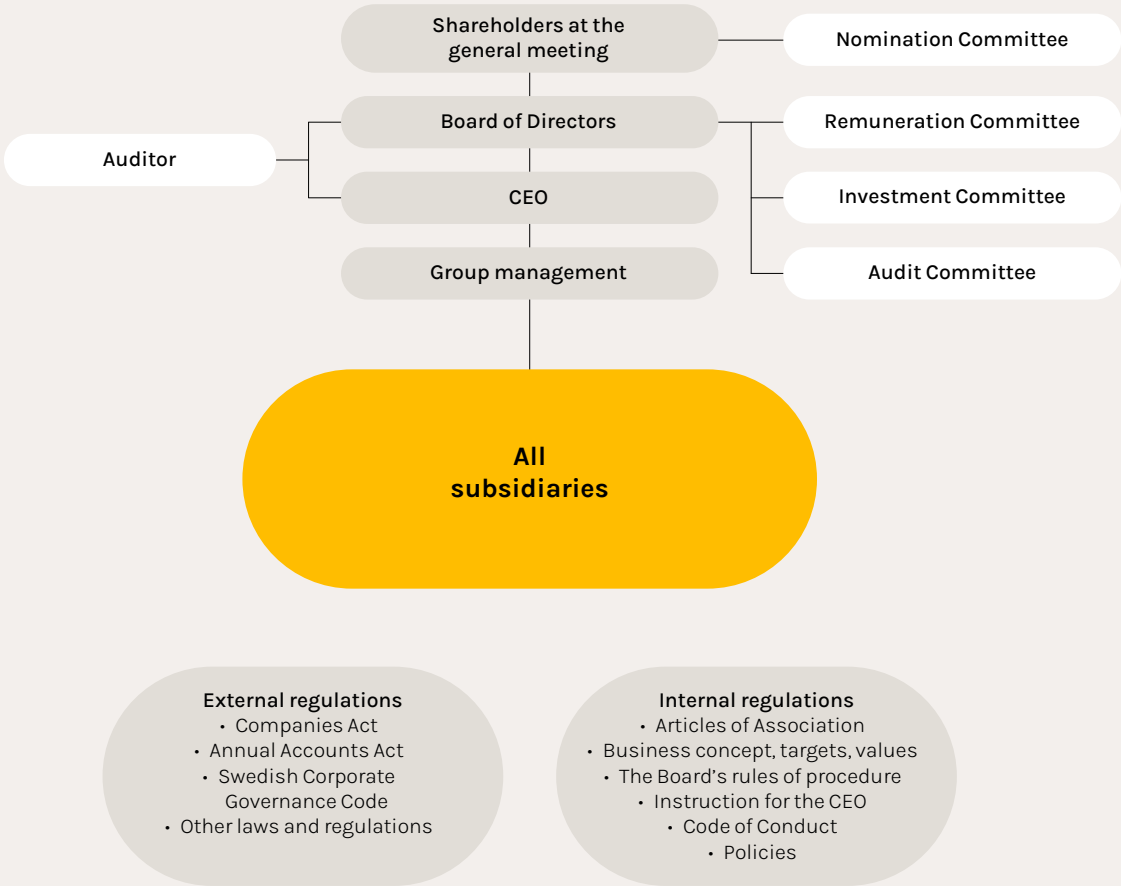 Shareholders at the
general meeting
Nomination Committee
Board of Directors
Remuneration Committee
Auditor
CEO
Investment Committee
Group management
Audit Committee
All
subsidiaries
External regulations
• Companies Act
• Annual Accounts Act
• Swedish Corporate
Governance Code
• Other laws and regulations
Internal regulations
• Articles of Association
• Business concept, targets, values
• The Board’s rules of procedure
• Instruction for the CEO
• Code of Conduct
• Policies